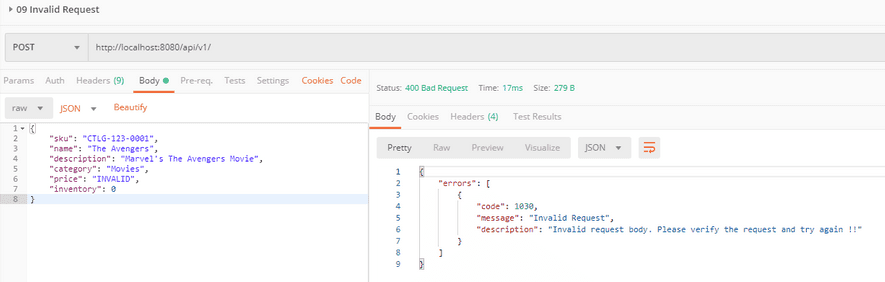 09 Invalid Request
POST http://localhost:8080/api/v1/
Params Auth Headers (9) Body Pre-req. Tests Settings Cookies Code
raw JSON Beautify
1 {
2 "sku": "CTLG-123-0001",
3 "name": "The Avengers",
4 "description": "Marvel's The Avengers Movie",
5 "category": "Movies",
6 "price": "INVALID",
7 "inventory": 0
8 }
Status: 400 Bad Request Time: 17ms Size: 279 B
Body Cookies Headers (4) Test Results
Pretty Raw Preview Visualize JSON
1 {
2 "errors": [
3 {
4 "code": 1030,
5 "message": "Invalid Request",
6 "description": "Invalid request body. Please verify the request and try again !!"
7 }
8 ]
9 }